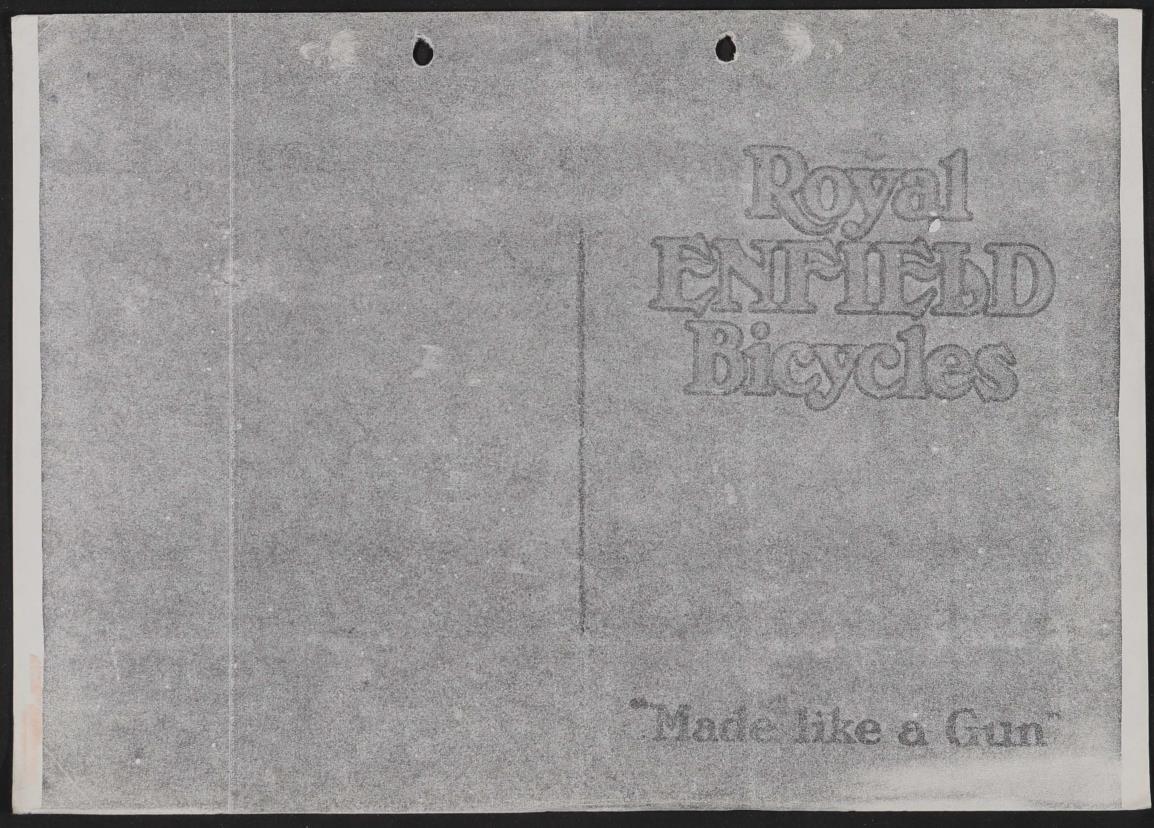 Royal
ENFIELD
Bicycles
"Made like a Gun"